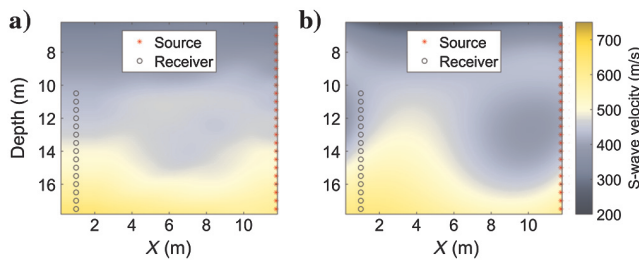 a)
b)
Source
Receiver
Source
Receiver
Depth (m)
8
10
12
14
16
8
10
12
14
16
2 4 6 8 10
2 4 6 8 10
X (m)
X (m)
700
600
500
400
300
200
S-wave velocity (m/s)